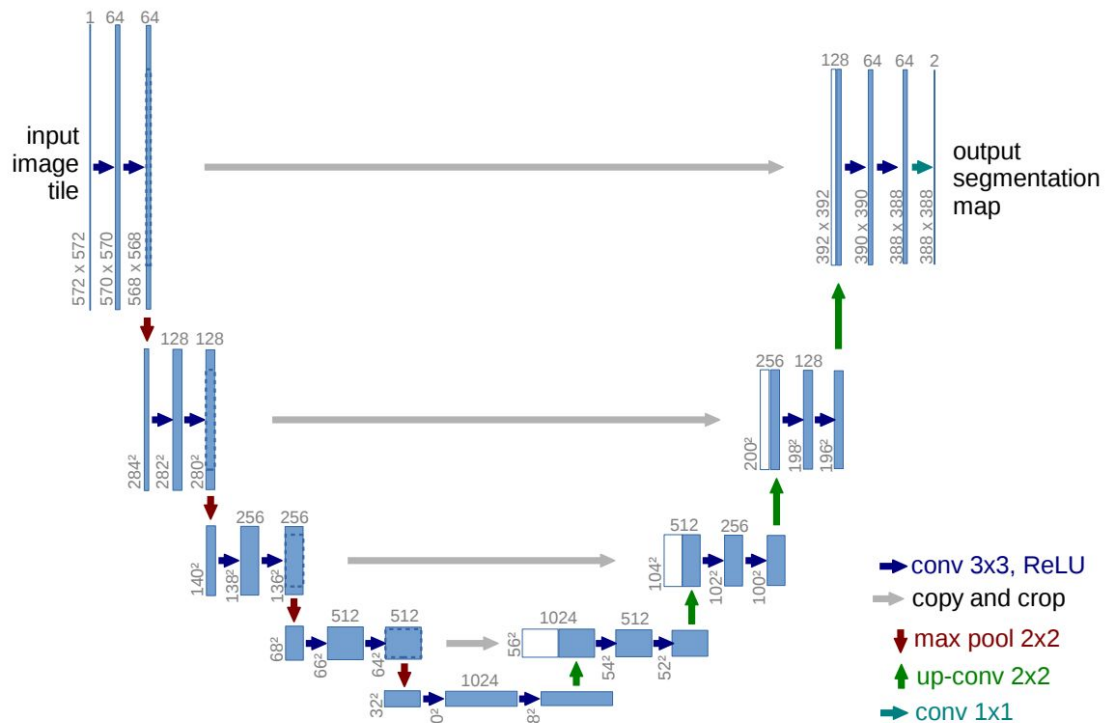 1 64 64
128
64 64 2
input
image
tile
572 x 572
570 x 570
568 x 568
392 x 392
390 x 390
388 x 388
388 x 388
output
segmentation
map
128 128
284²
282²
280²
256 128
200²
198²
196²
256 256
140²
138²
136²
512 256
104²
102²
100²
512 512
68²
66²
64²
1024 512
56²
54²
52²
1024
32²
conv 3x3, ReLU
copy and crop
max pool 2x2
up-conv 2x2
conv 1x1